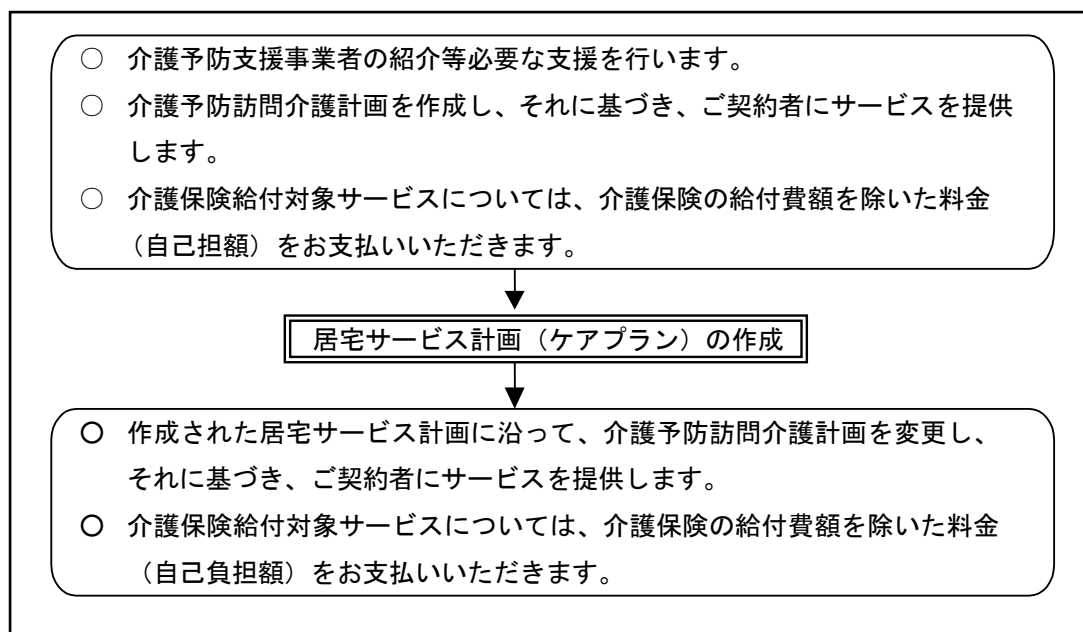 ○ 介護予防支援事業者の紹介等必要な支援を行います。
○ 介護予防訪問介護計画を作成し、それに基づき、ご契約者にサービスを提供
します。
○ 介護保険給付対象サービスについては、介護保険の給付費額を除いた料金
（自己担額）をお支払いいただきます。
居宅サービス計画（ケアプラン）の作成
○ 作成された居宅サービス計画に沿って、介護予防訪問介護計画を変更し、
それに基づき、ご契約者にサービスを提供します。
○ 介護保険給付対象サービスについては、介護保険の給付費額を除いた料金
（自己負担額）をお支払いいただきます。